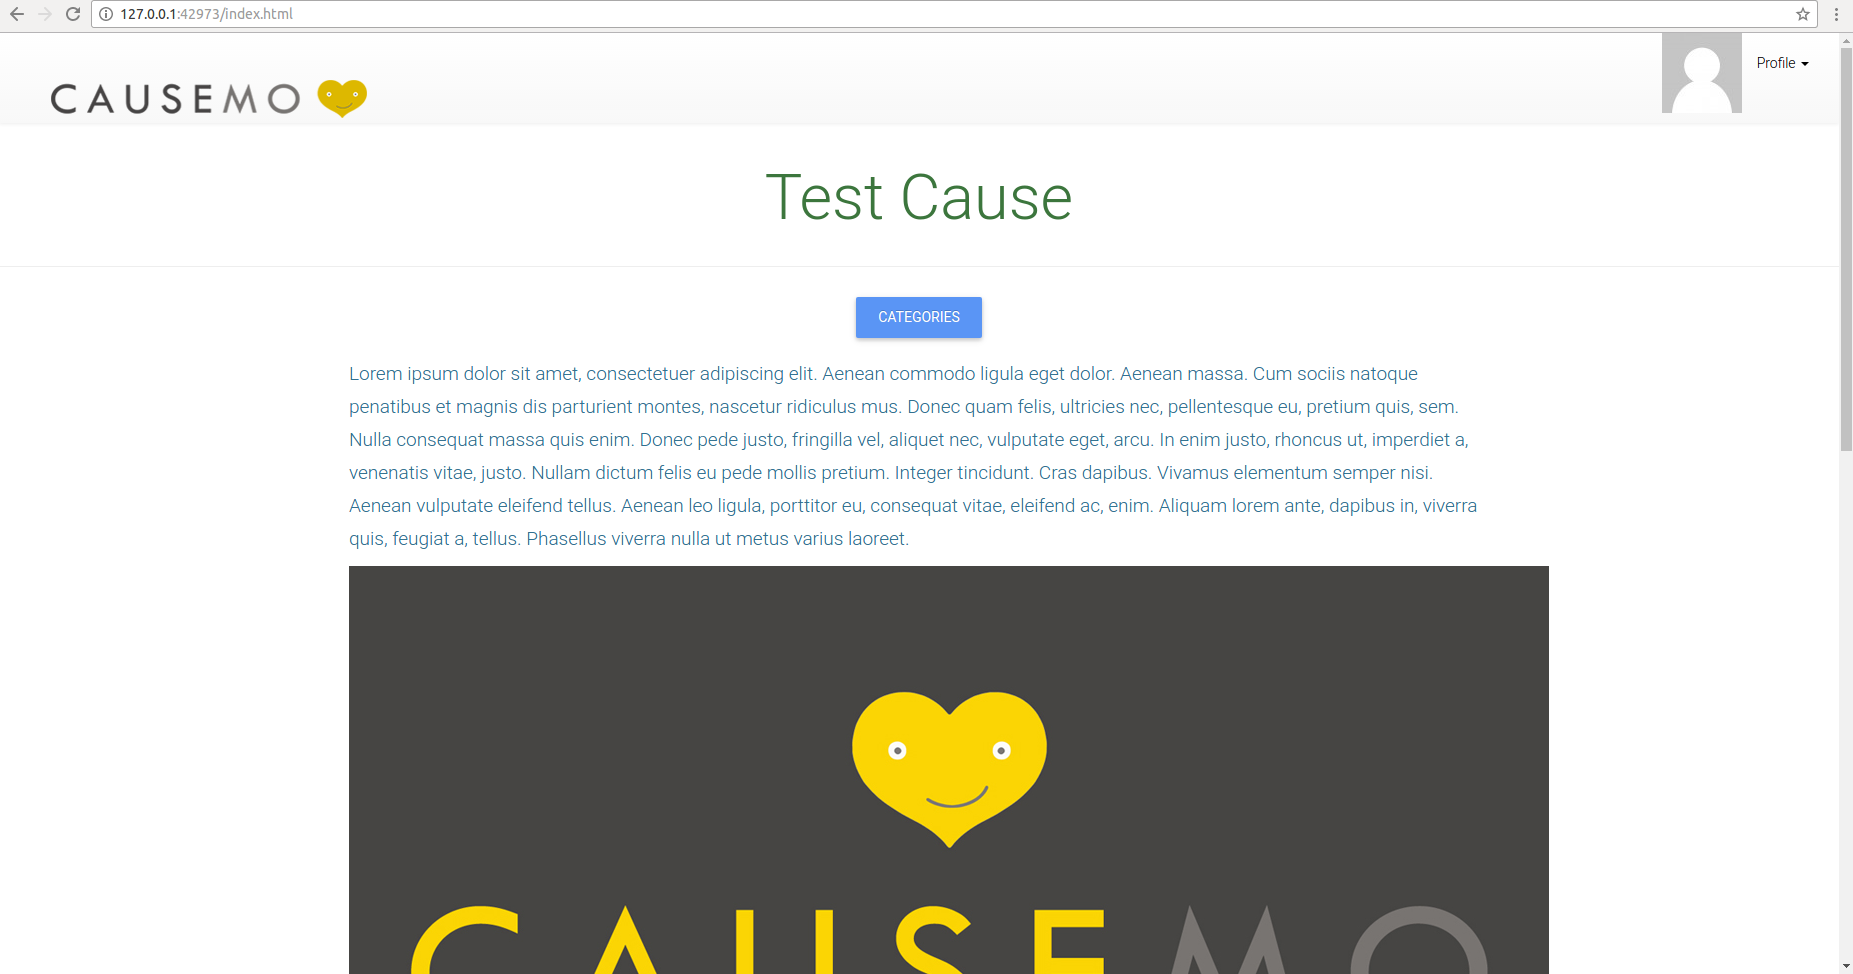 127.0.0.1:42973/index.html
CAUSEMO
Profile
Test Cause
CATEGORIES
Lorem ipsum dolor sit amet, consectetuer adipiscing elit. Aenean commodo ligula eget dolor. Aenean massa. Cum sociis natoque
penatibus et magnis dis parturient montes, nascetur ridiculus mus. Donec quam felis, ultricies nec, pellentesque eu, pretium quis, sem.
Nulla consequat massa quis enim. Donec pede justo, fringilla vel, aliquet nec, vulputate eget, arcu. In enim justo, rhoncus ut, imperdiet a,
venenatis vitae, justo. Nullam dictum felis eu pede mollis pretium. Integer tincidunt. Cras dapibus. Vivamus elementum semper nisi.
Aenean vulputate eleifend tellus. Aenean leo ligula, porttitor eu, consequat vitae, eleifend ac, enim. Aliquam lorem ante, dapibus in, viverra
quis, feugiat a, tellus. Phasellus viverra nulla ut metus varius laoreet.
CAUSEMO